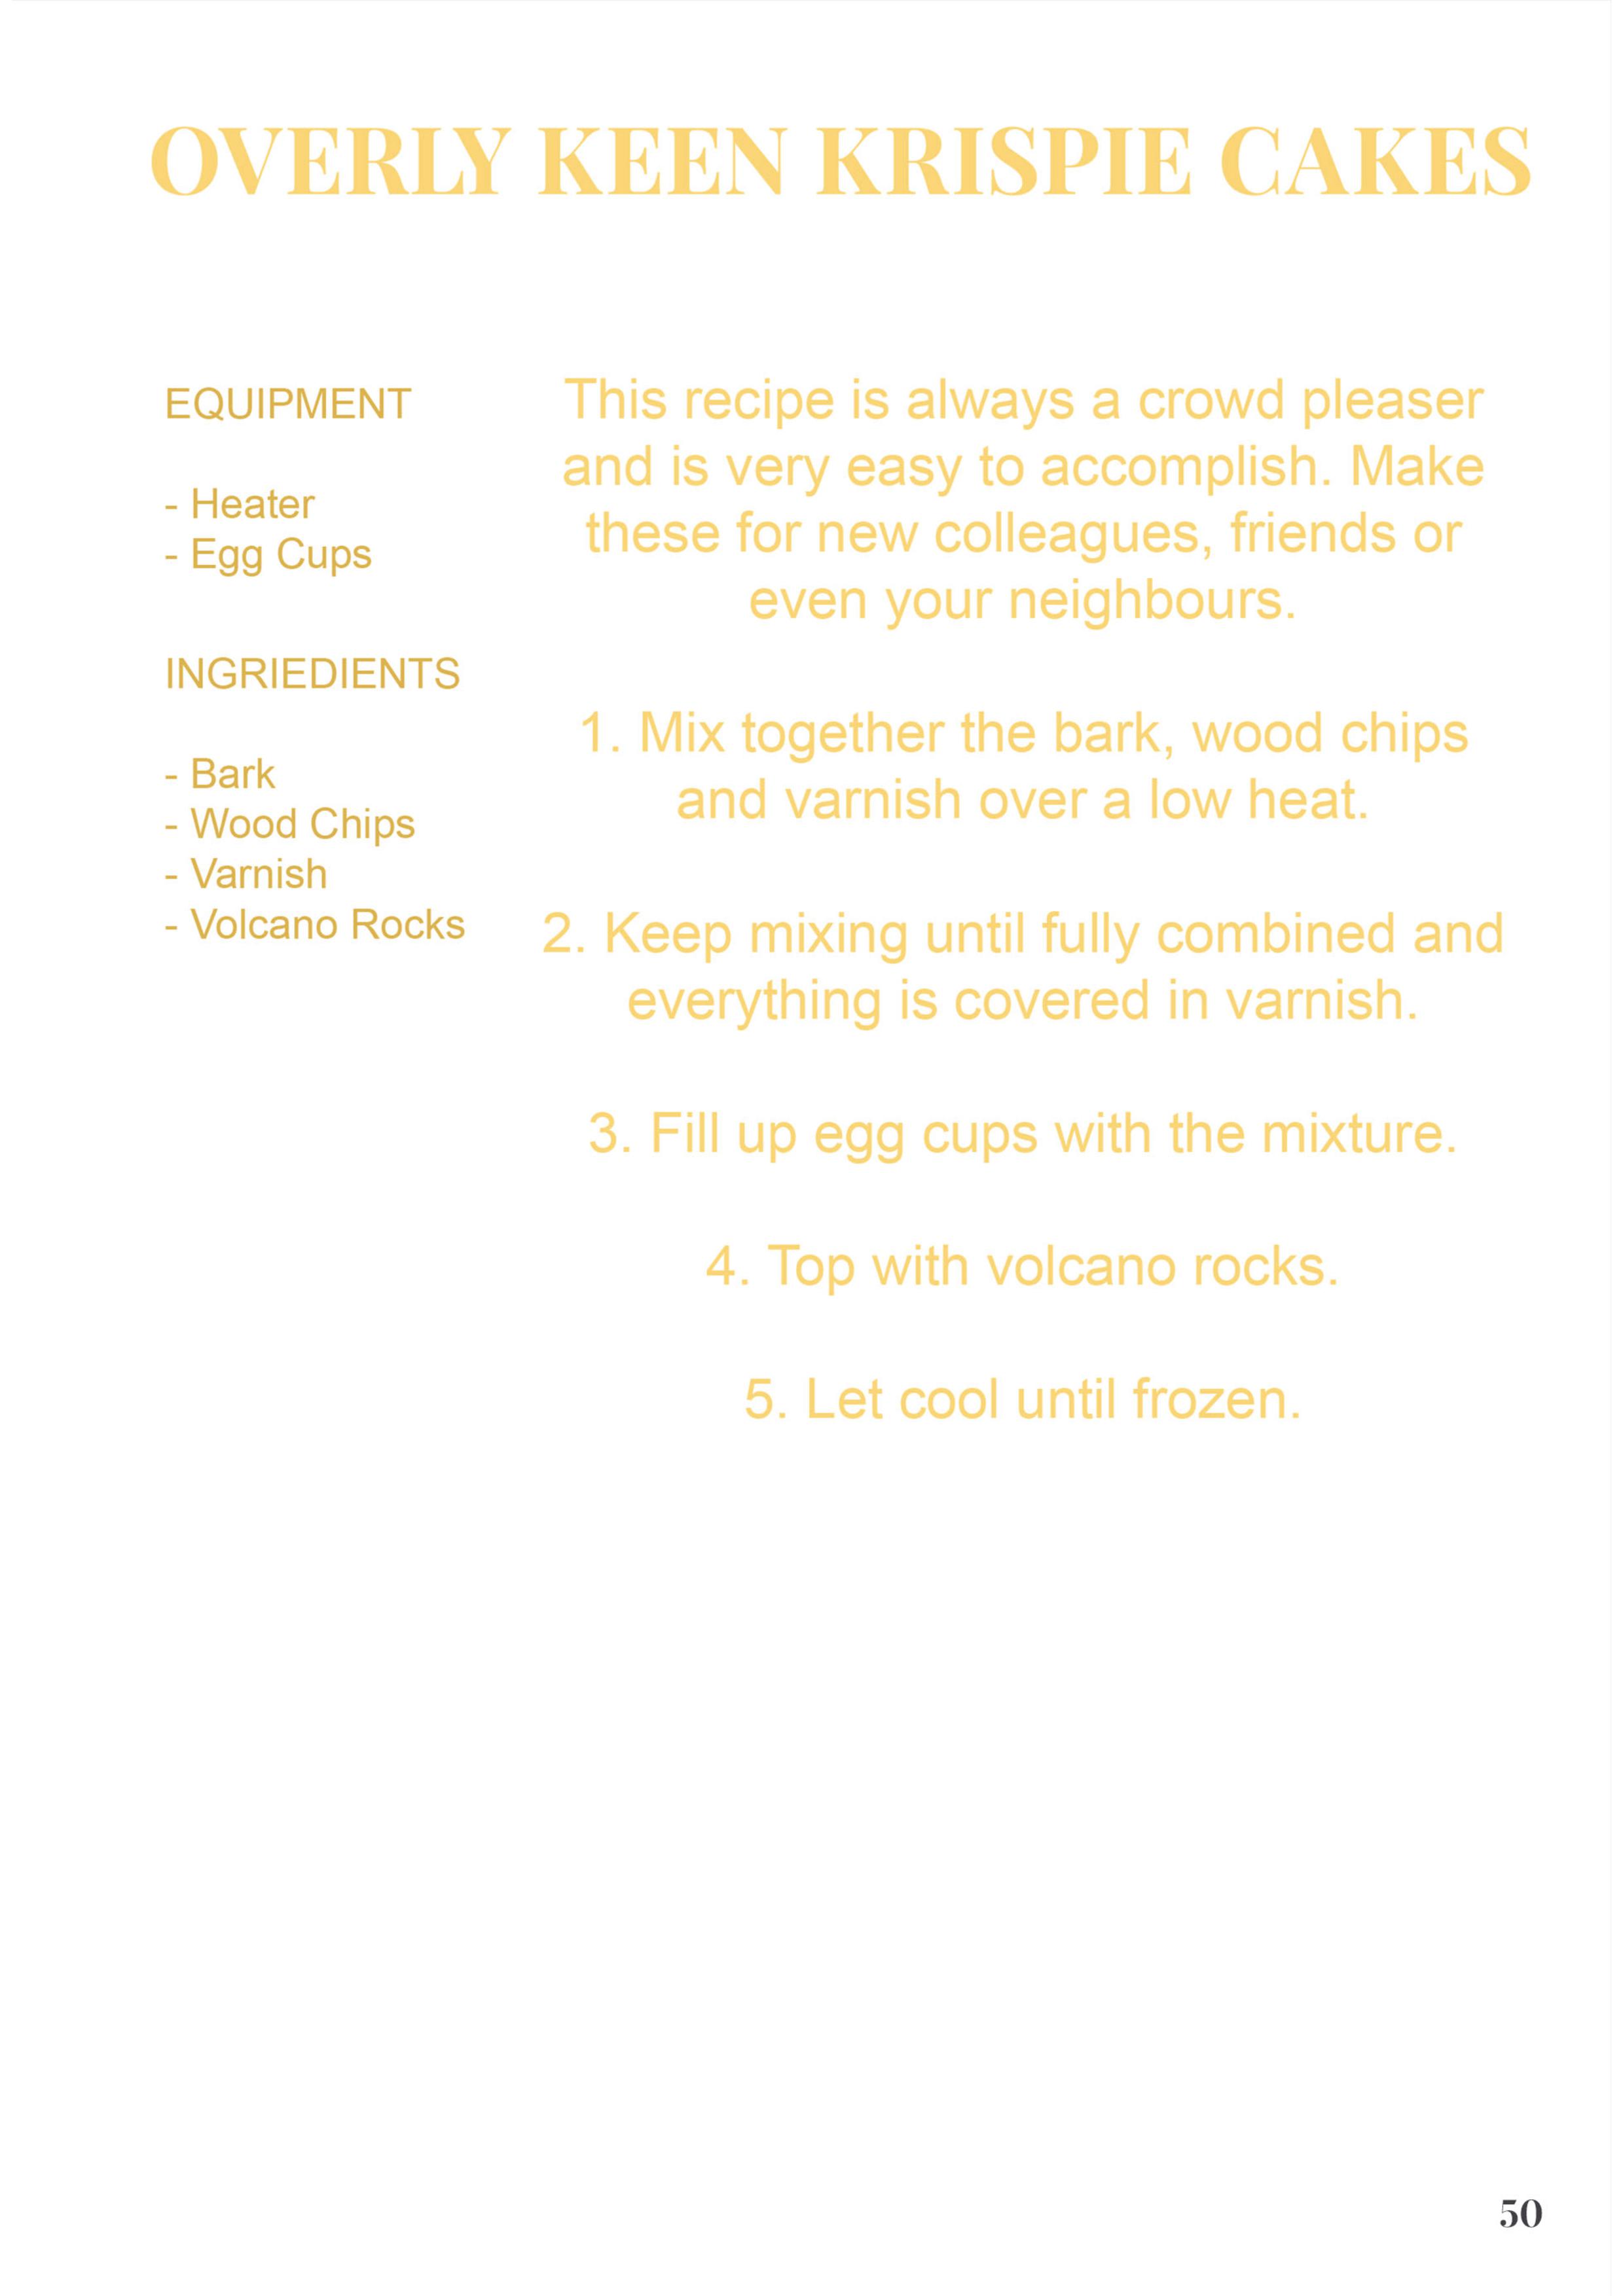 OVERLY KEEN KRISPIE CAKES
EQUIPMENT
- Heater
- Egg Cups
INGREDIENTS
- Bark
- Wood Chips
- Varnish
- Volcano Rocks
This recipe is always a crowd pleaser
and is very easy to accomplish. Make
these for new colleagues, friends or
even your neighbours.
1. Mix together the bark, wood chips
and varnish over a low heat.
2. Keep mixing until fully combined and
everything is covered in varnish.
3. Fill up egg cups with the mixture.
4. Top with volcano rocks.
5. Let cool until frozen.
50